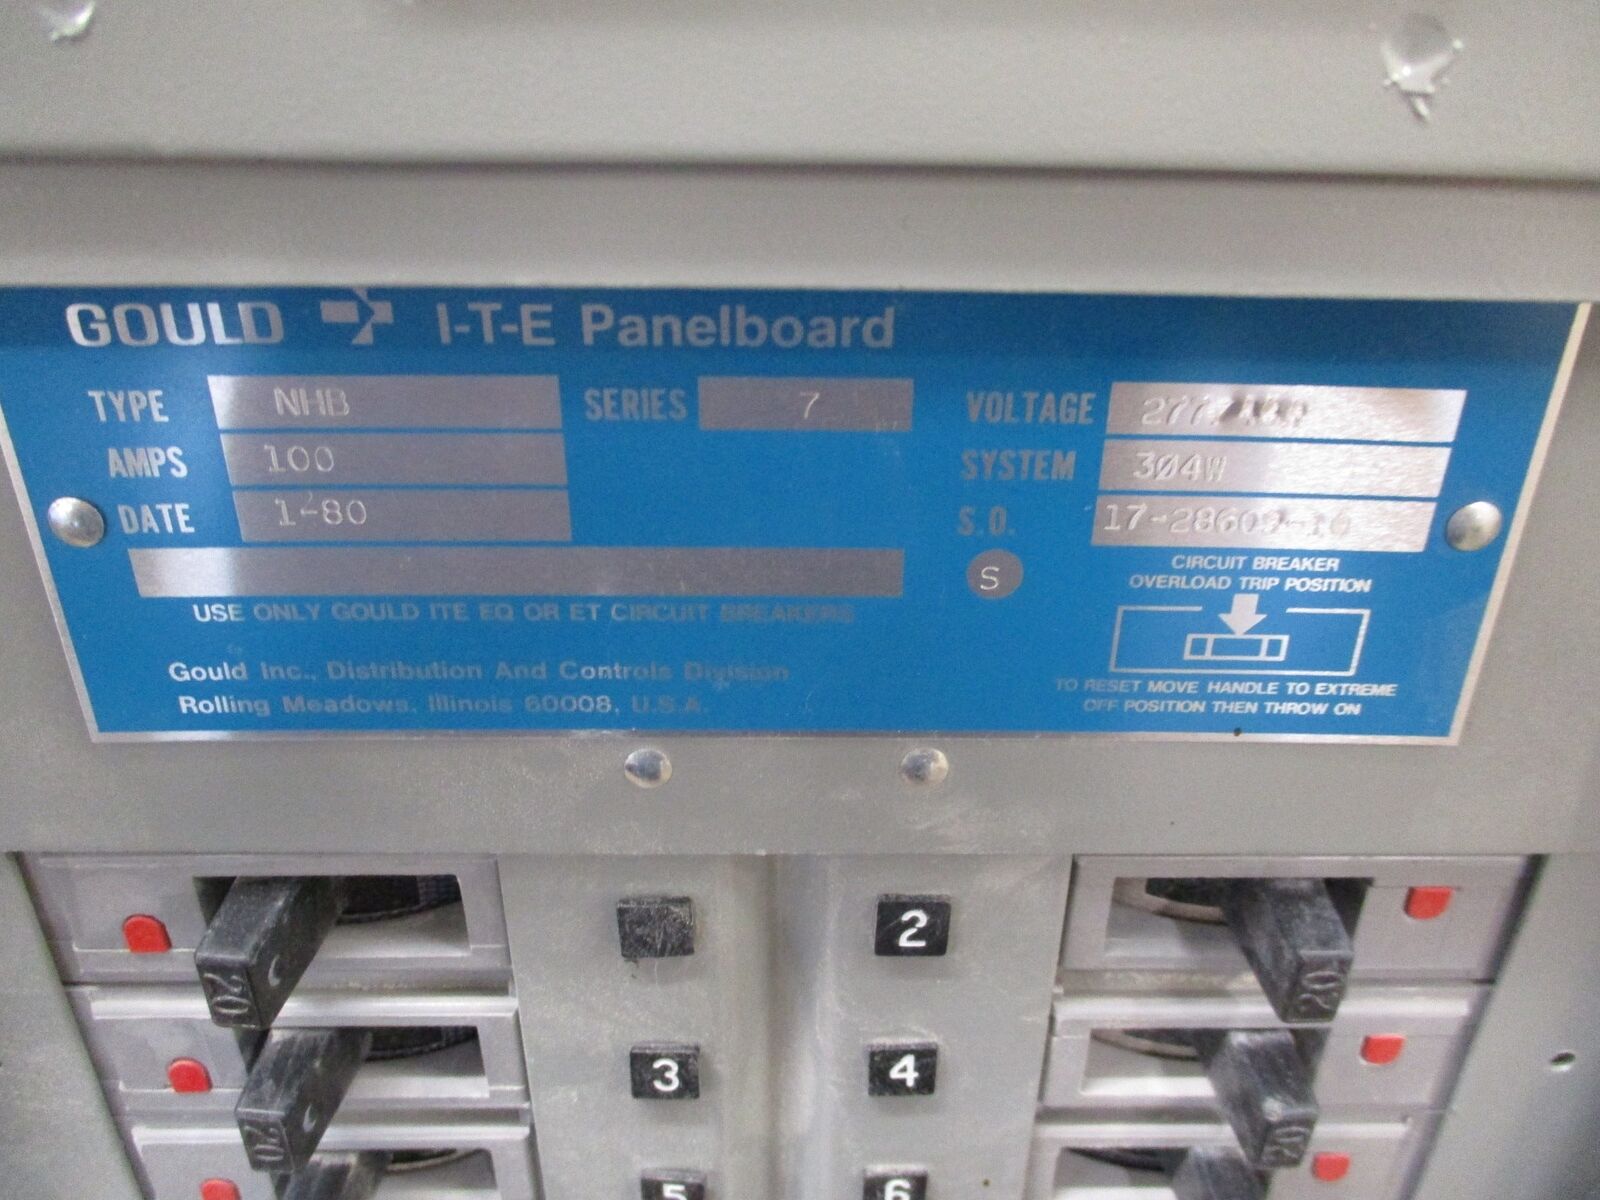 GOULD I-T-E Panelboard
TYPE NHB SERIES 7 VOLTAGE
AMPS 100 SYSTEM 304W
DATE 1-80 S.O.
S
USE ONLY GOULD ITE EQ OR ET CIRCUIT BREAKERS
Gould Inc., Distribution And Controls Division
Rolling Meadows, Illinois 60008, U.S.A.
CIRCUIT BREAKER
OVERLOAD TRIP POSITION
TO RESET MOVE HANDLE TO EXTREME
OFF POSITION THEN THROW ON
2
20
20
3
4
20
20
5
6